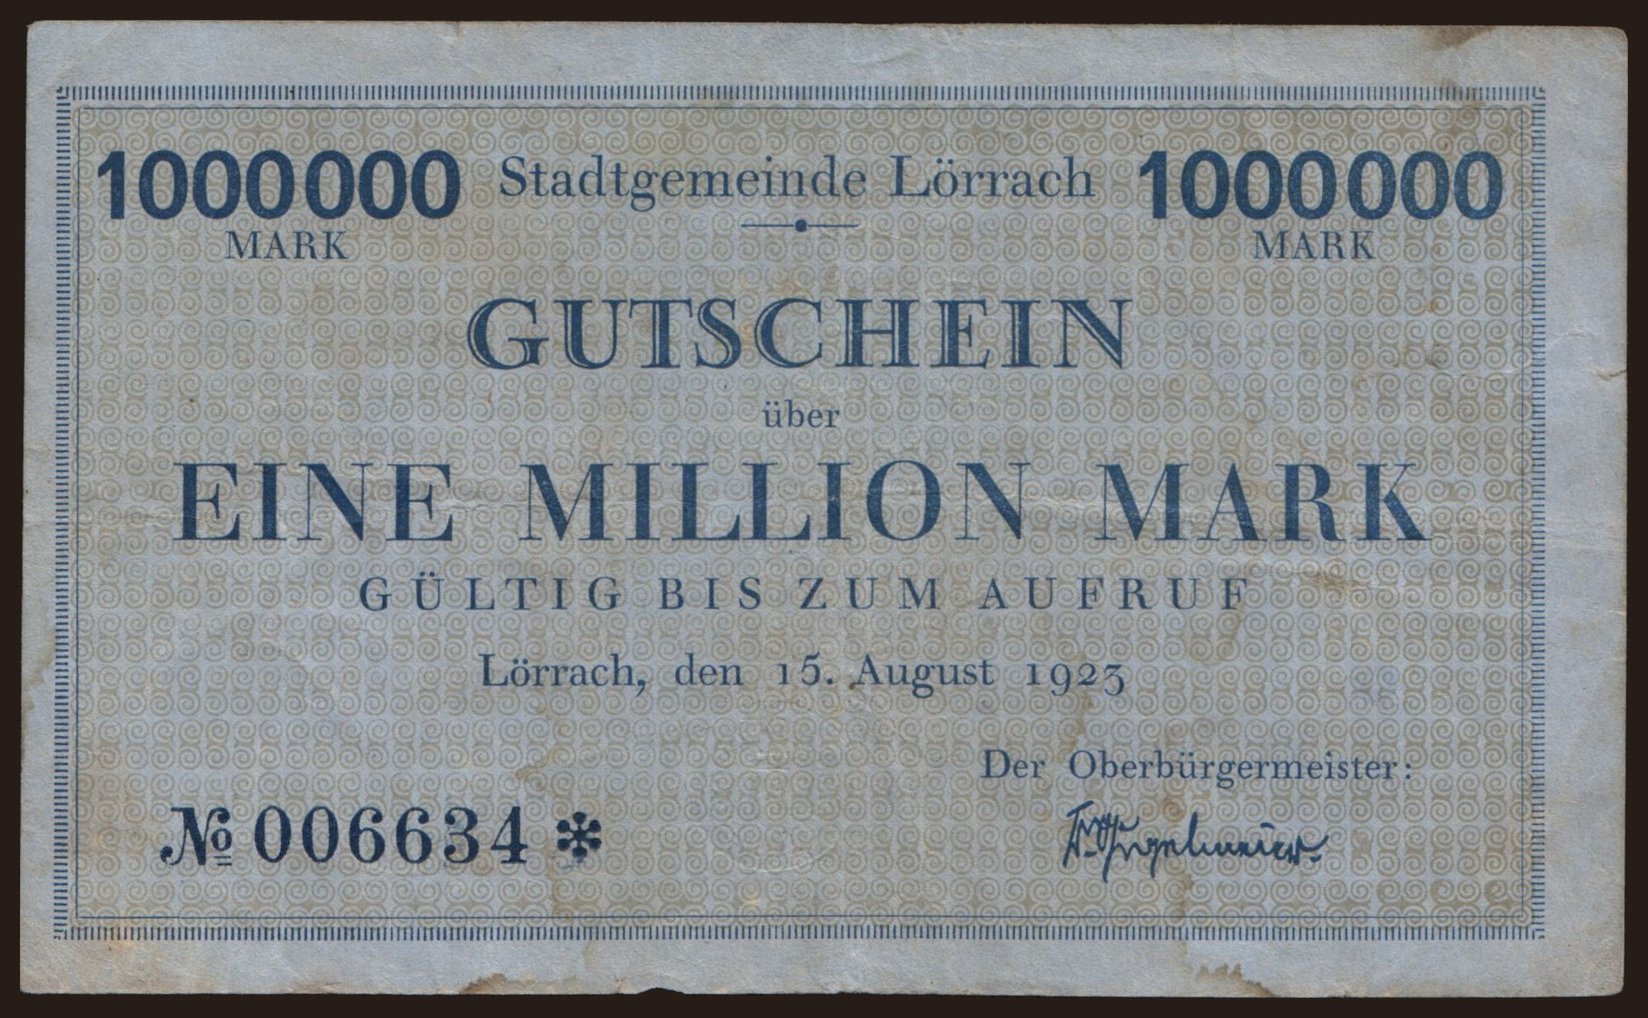 1000000 Stadtgemeinde Lörrach 1000000
MARK MARK
GUTSCHEIN
über
EINE MILLION MARK
GÜLTIG BIS ZUM AUFRUF
Lörrach, den 15. August 1923
Der Oberbürgermeister:
№ 006634 *